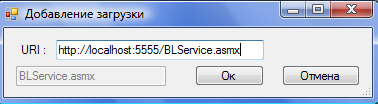 Добавление загрузки
URI :
http://localhost:5555/BLService.asmx
BLService.asmx
Ок
Отмена